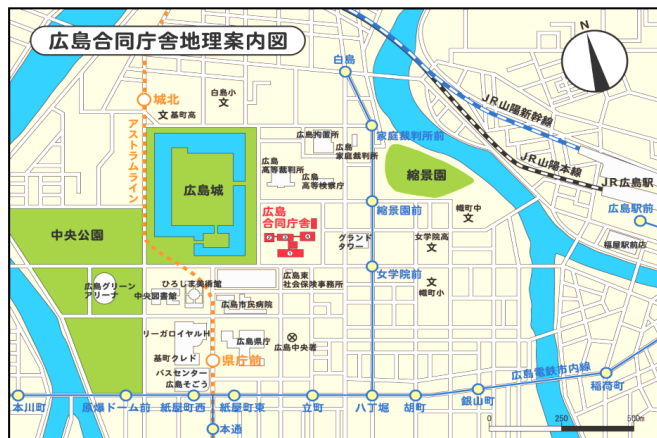 広島合同庁舎地理案内図
N
白島
城北
白島小
文
文
基町高
アストラムライン
広島拘置所
広島
家庭裁判所
家庭裁判所前
JR山陽新幹線
JR山陽本線
JR広島駅
広島駅前
福屋駅前店
広島
高等裁判所
広島
高等検察庁
広島城
縮景園
縮景園前
幟町中
文
中央公園
広島
合同庁舎
グランド
タワー
女学院高
文
女学院前
文
幟町小
広島グリーン
アリーナ
ひろしま美術館
中央図書館
広島東
社会保険事務所
広島市民病院
リーガロイヤルH
広島県庁
広島中央署
基町クレド
県庁前
バスセンター
広島そごう
広島電鉄市内線
本川町
原爆ドーム前
紙屋町西
紙屋町東
立町
八丁堀
胡町
銀山町
稲荷町
本通
0
250
500m